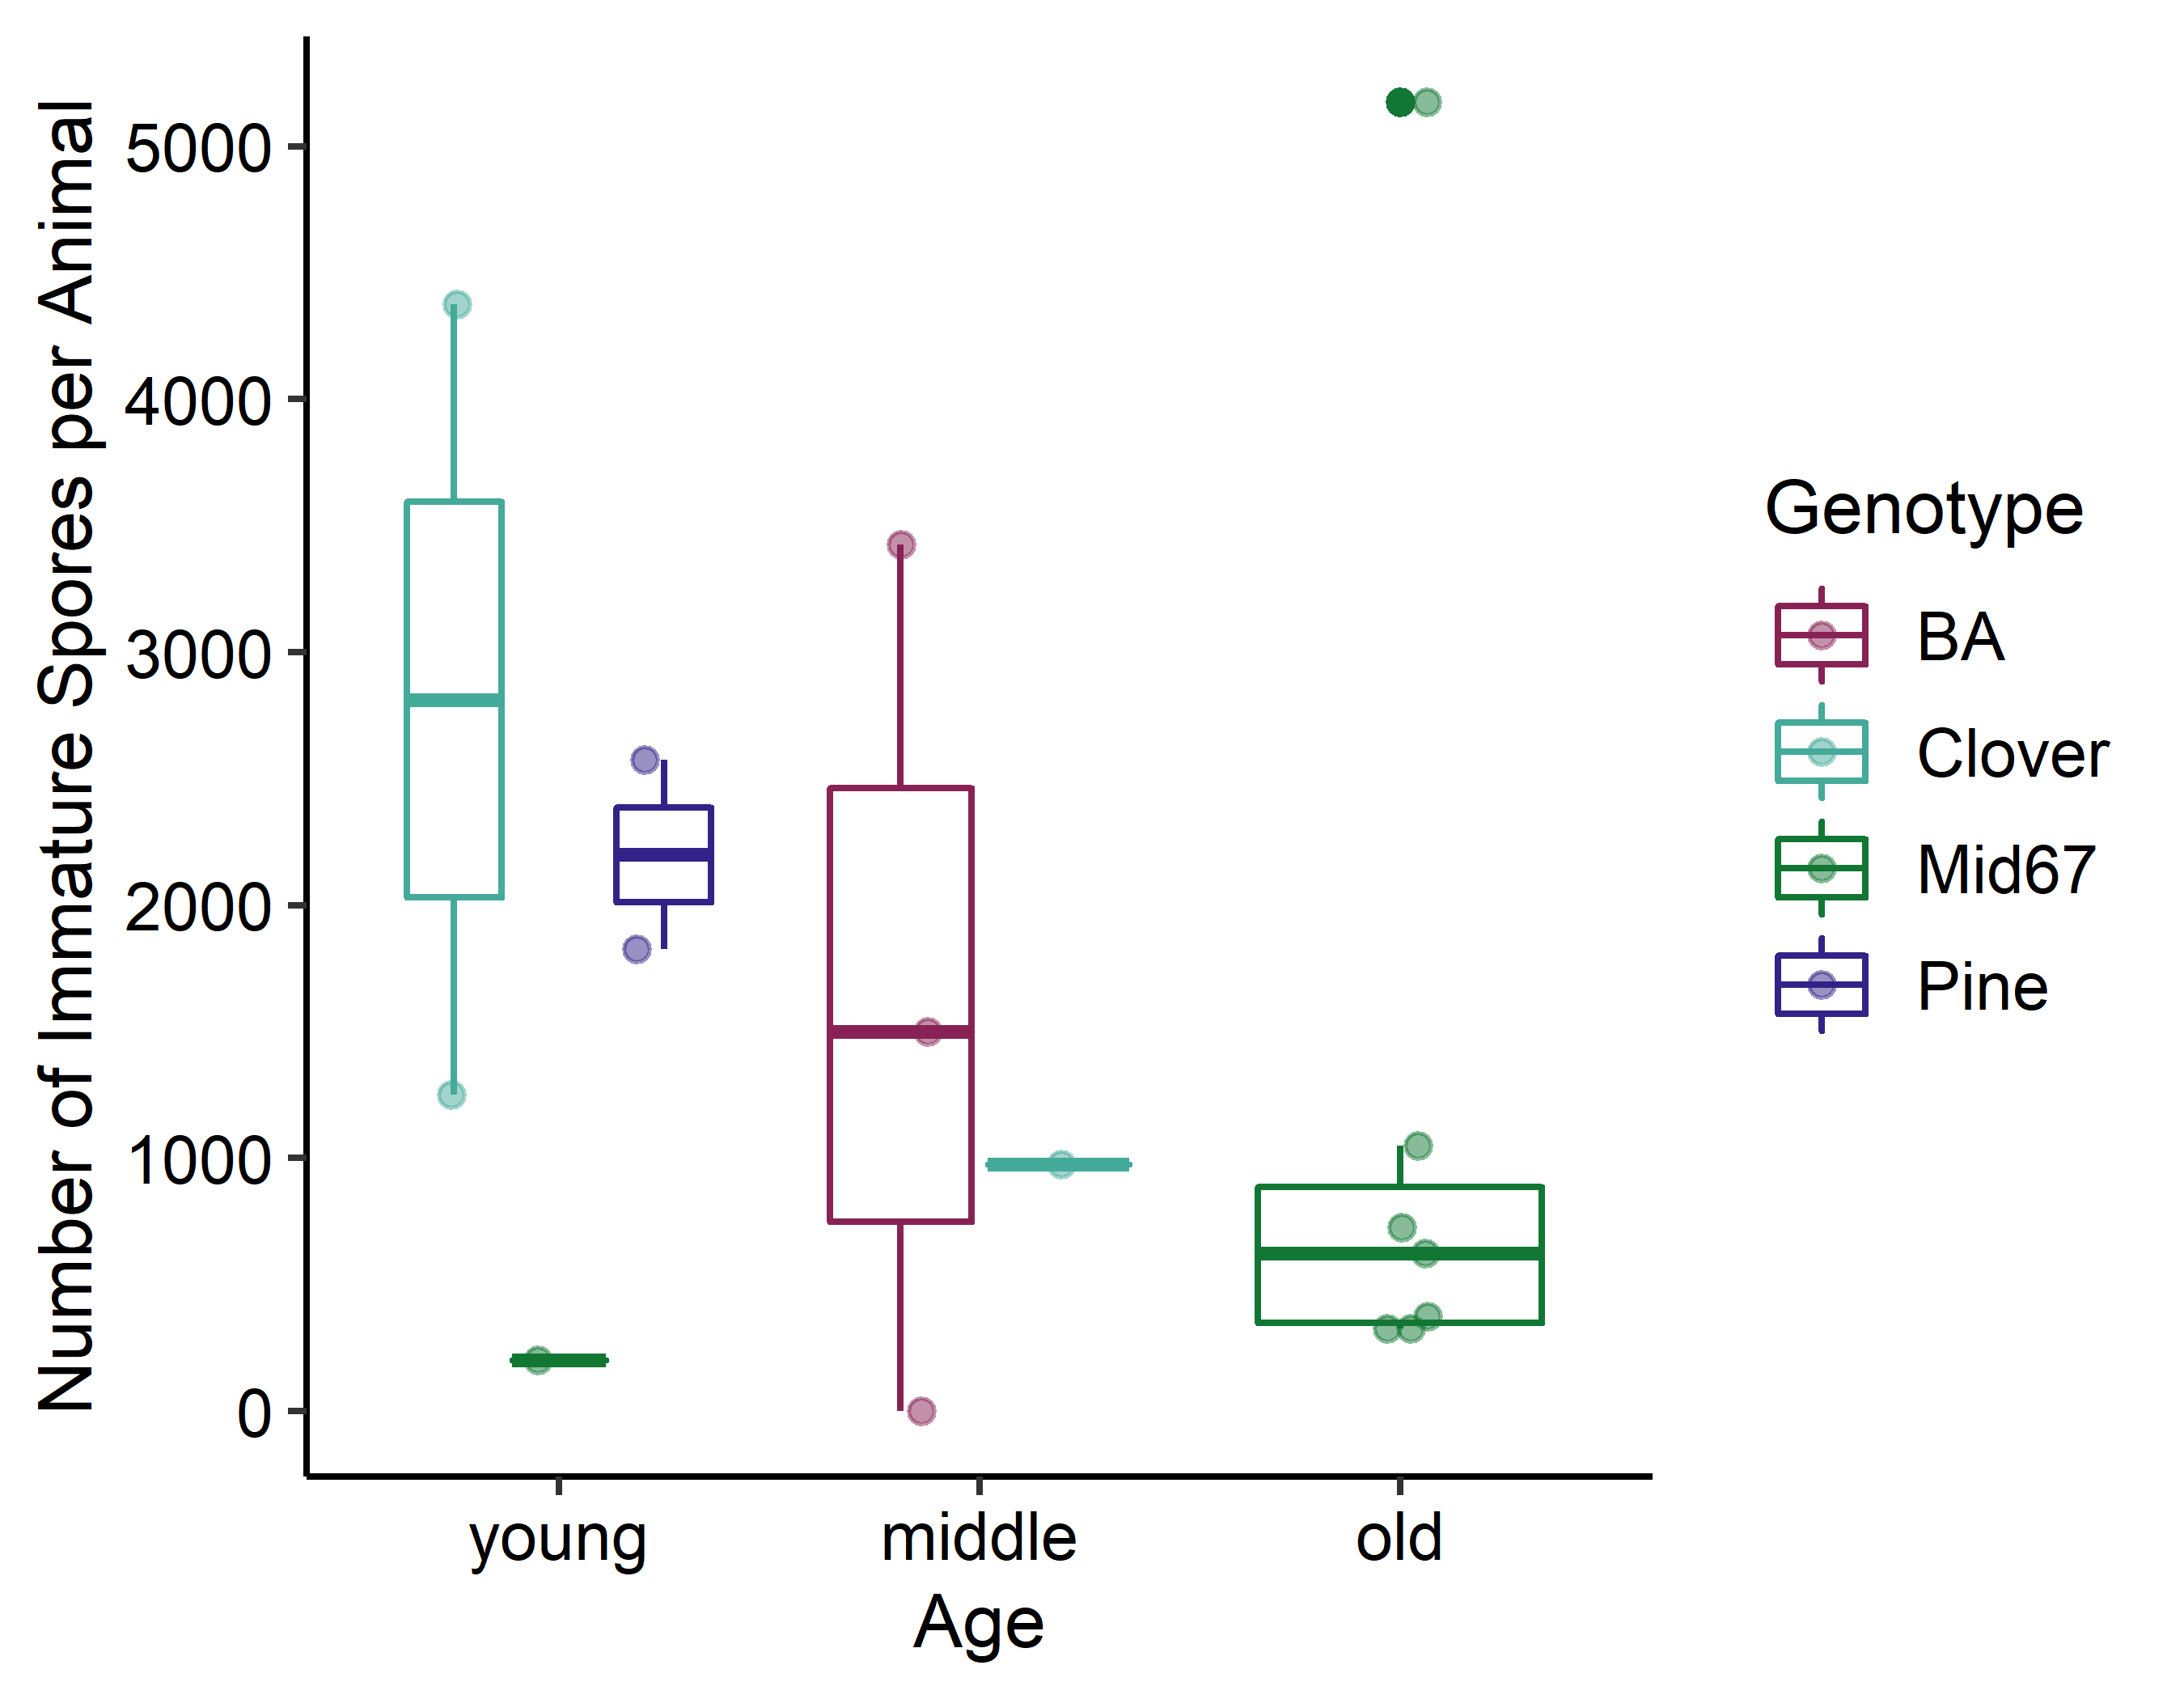 Number of Immature Spores per Animal
5000
4000
3000
2000
1000
0
young middle old
Age
Genotype
BA
Clover
Mid67
Pine